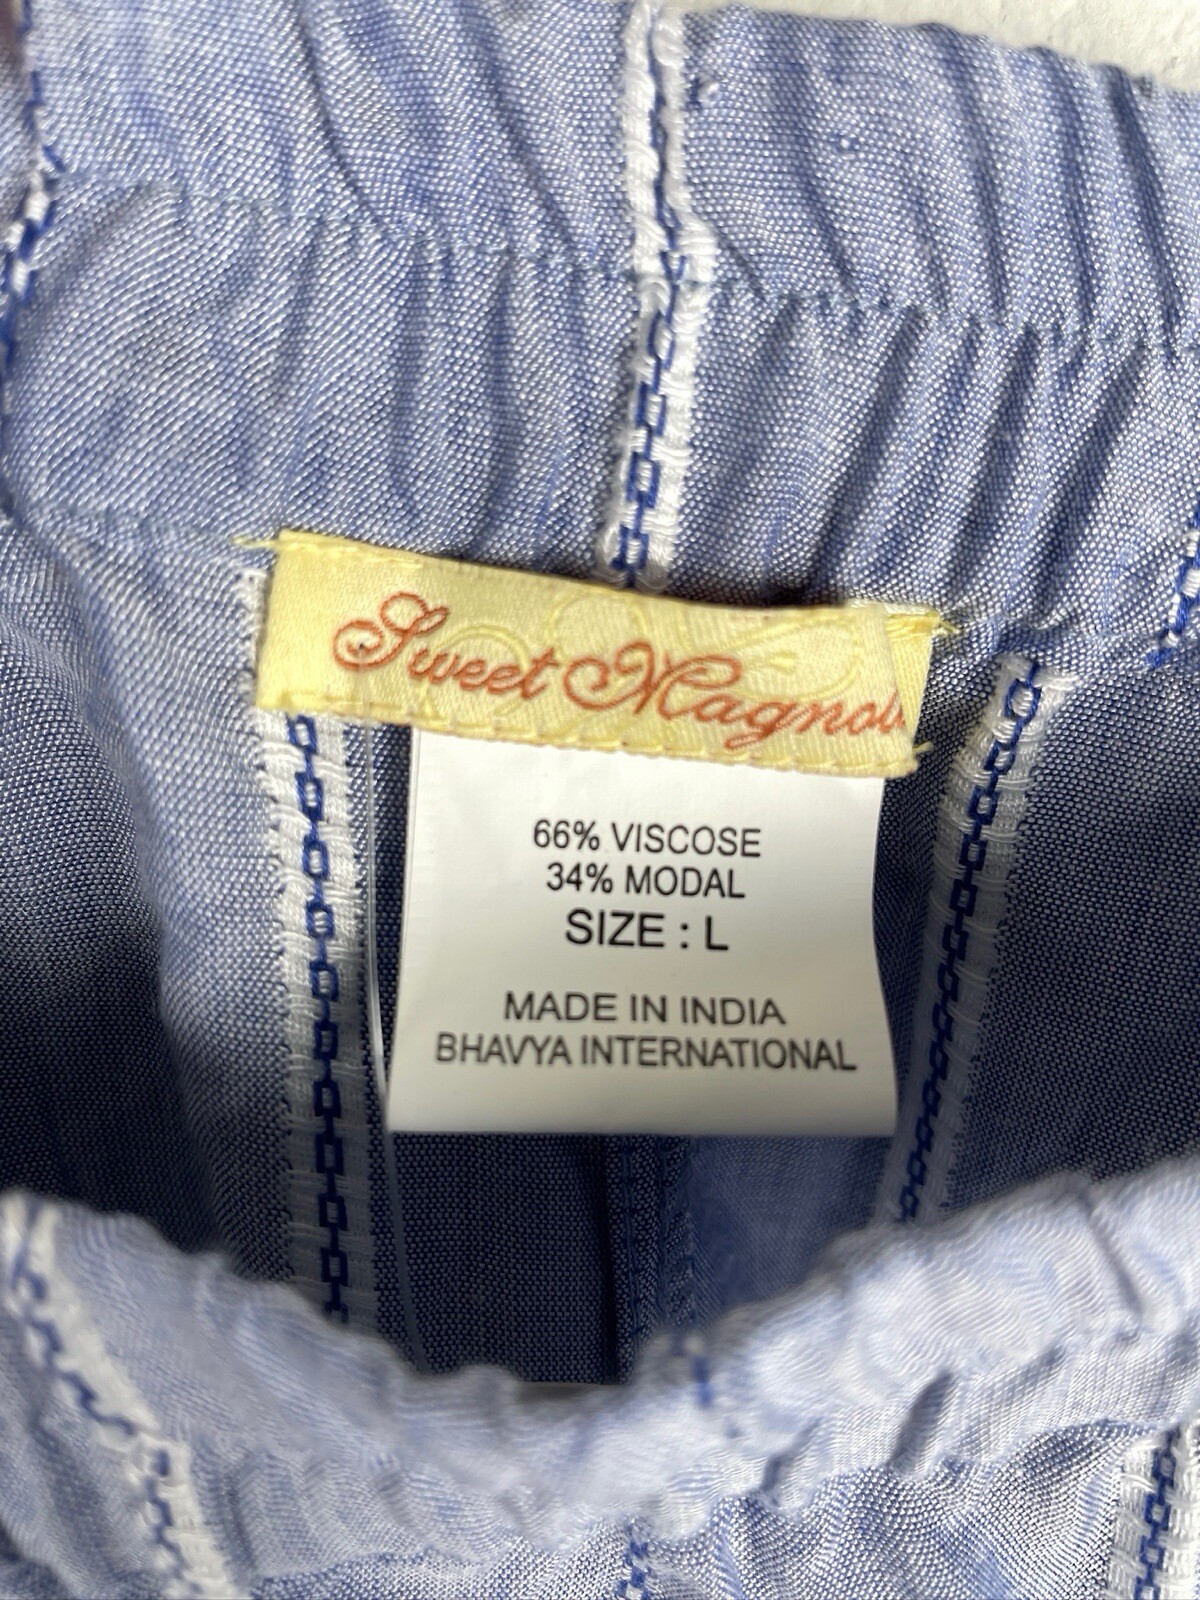 Sweet Magnol
66% VISCOSE
34% MODAL
SIZE : L
MADE IN INDIA
BHAVYA INTERNATIONAL